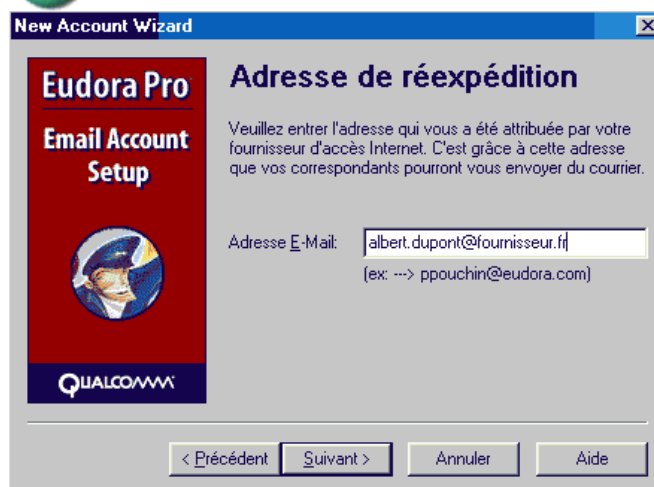 New Account Wizard
Eudora Pro
Email Account
Setup
QUALCOMM
Adresse de réexpédition
Veuillez entrer l'adresse qui vous a été attribuée par votre
fournisseur d'accès Internet. C'est grâce à cette adresse
que vos correspondants pourront vous envoyer du courrier.
Adresse E-Mail: albert.dupont@fournisseur.fr
(ex: ---> ppouchin@eudora.com)
< Précédent Suivant > Annuler Aide